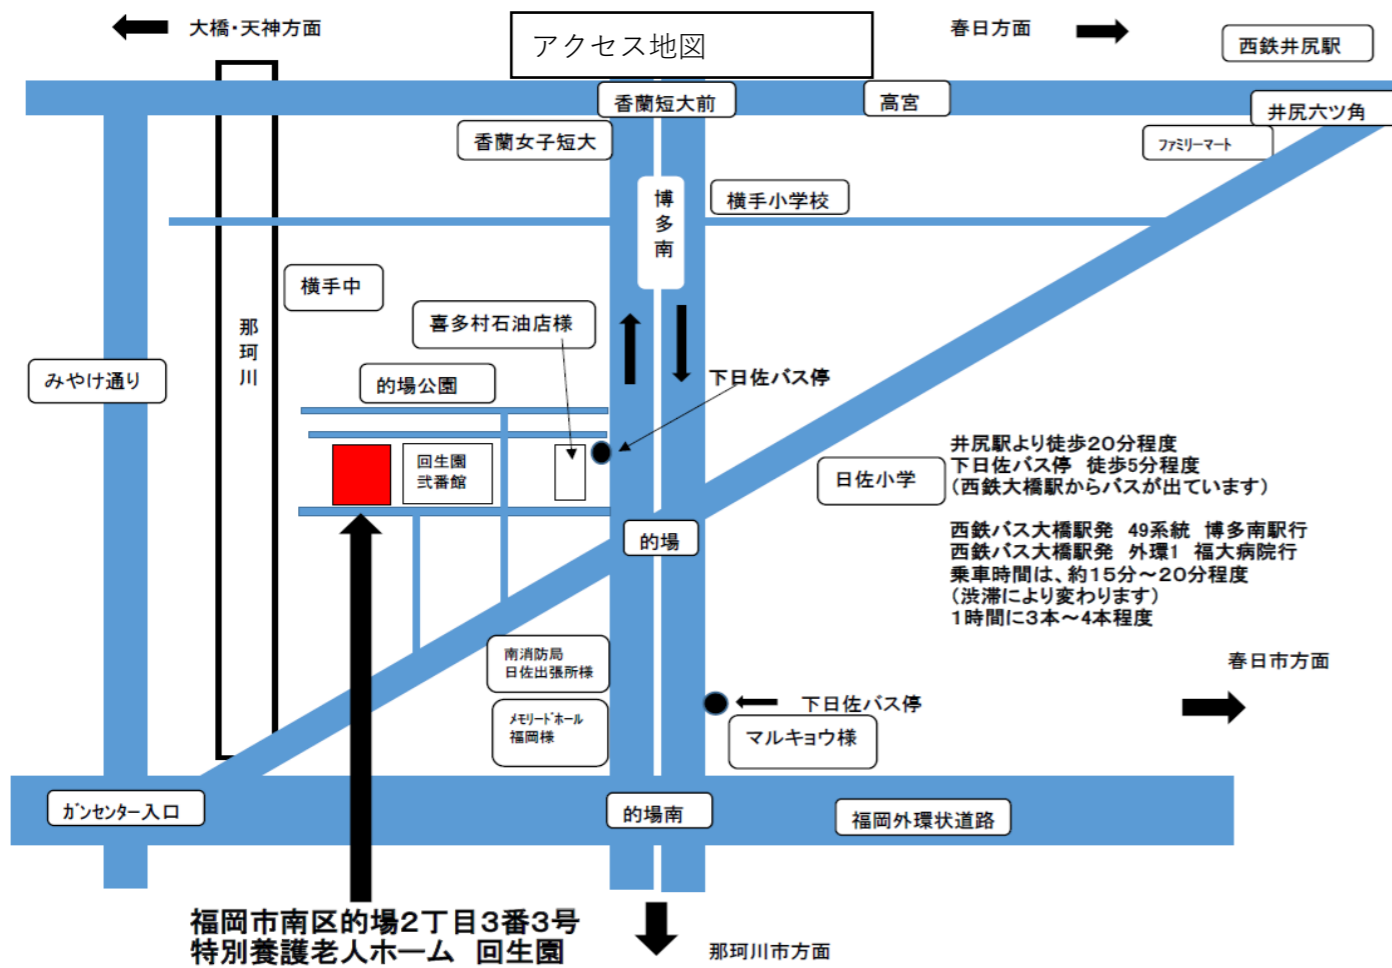 大橋・天神方面
アクセス地図
春日方面
西鉄井尻駅
香蘭短大前
高宮
井尻六ツ角
香蘭女子短大
ファミリーマート
博多南
横手小学校
横手中
喜多村石油店様
那珂川
みやけ通り
的場公園
下日佐バス停
回生園
弐番館
日佐小学
井尻駅より徒歩20分程度
下日佐バス停 徒歩5分程度
(西鉄大橋駅からバスが出ています)
西鉄バス大橋駅発 49系統 博多南駅行
西鉄バス大橋駅発 外環1 福大病院行
乗車時間は、約15分～20分程度
(渋滞により変わります)
1時間に3本～4本程度
的場
南消防局
日佐出張所様
春日市方面
メモリードホール
福岡様
下日佐バス停
マルキョウ様
ガンセンター入口
的場南
福岡外環状道路
福岡市南区的場2丁目3番3号
特別養護老人ホーム 回生園
那珂川市方面